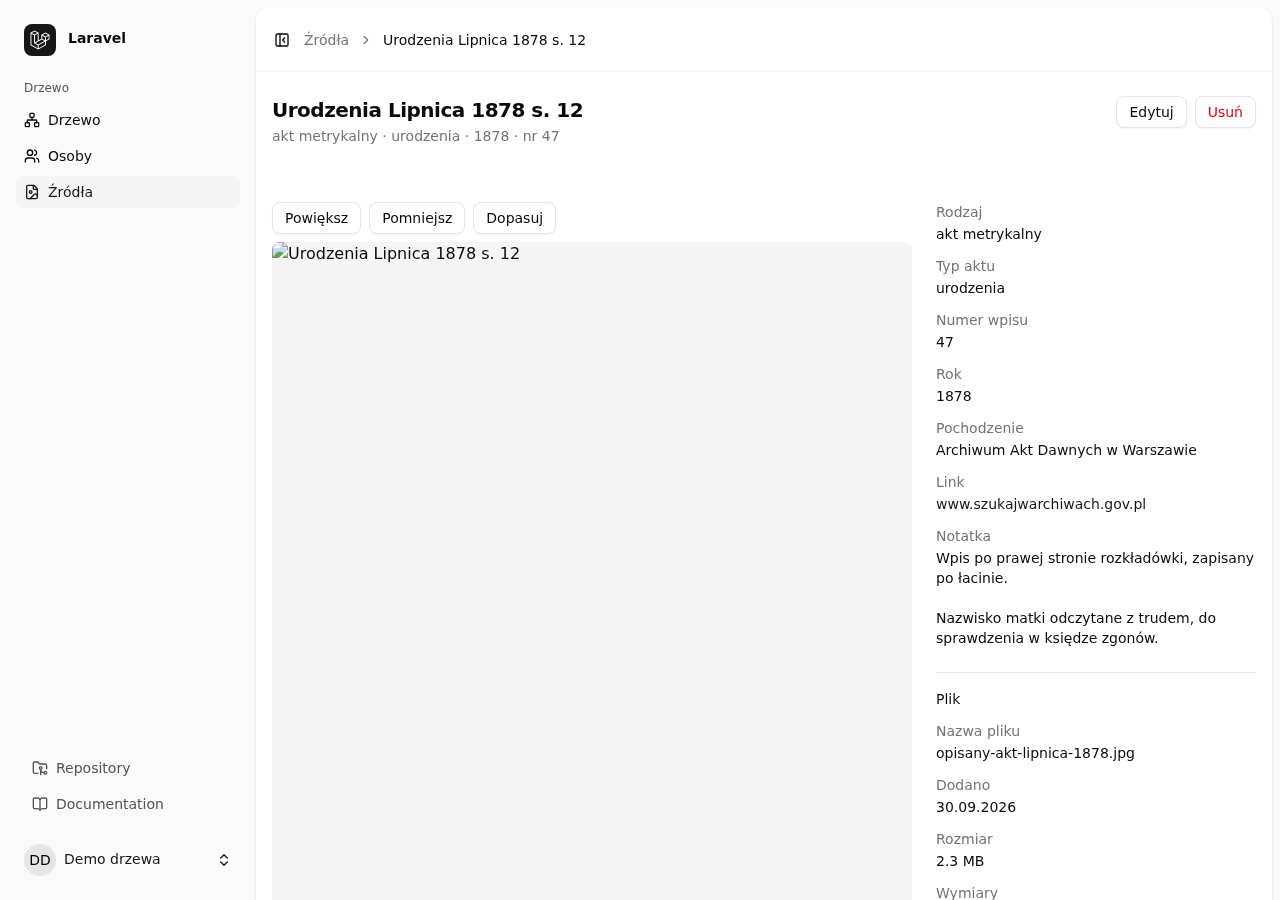 Laravel
Drzewo
Drzewo
Osoby
Źródła
Repository
Documentation
DD
Demo drzewa
Źródła
Urodzenia Lipnica 1878 s. 12
Urodzenia Lipnica 1878 s. 12
akt metrykalny · urodzenia · 1878 · nr 47
Edytuj
Usuń
Powiększ
Pomniejsz
Dopasuj
Urodzenia Lipnica 1878 s. 12
Rodzaj
akt metrykalny
Typ aktu
urodzenia
Numer wpisu
47
Rok
1878
Pochodzenie
Archiwum Akt Dawnych w Warszawie
Link
www.szukajwarchiwach.gov.pl
Notatka
Wpis po prawej stronie rozkładówki, zapisany
po łacinie.
Nazwisko matki odczytane z trudem, do
sprawdzenia w księdze zgonów.
Plik
Nazwa pliku
opisany-akt-lipnica-1878.jpg
Dodano
30.09.2026
Rozmiar
2.3 MB
Wymiary